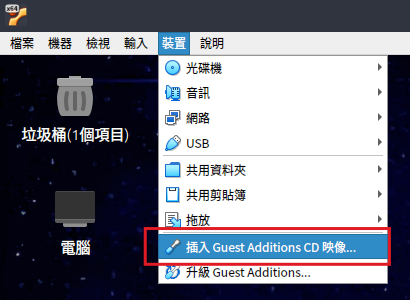 x64
檔案 機器 檢視 輸入 裝置 說明
光碟機
音訊
網路
USB
共用資料夾
共用剪貼簿
拖放
插入 Guest Additions CD 映像...
升級 Guest Additions...
垃圾桶(1個項目)
電腦